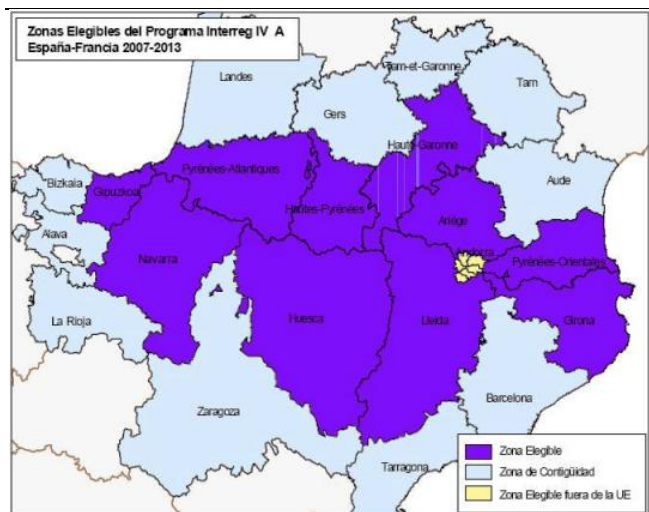 Zonas Elegibles del Programa Interreg IV A
España-Francia 2007-2013
Landes
Tarn-et-Garonne
Tarn
Gers
Haute-Garonne
Bizkaia
Gipuzkoa
Pyrénées-Atlantiques
Hautes-Pyrénées
Aude
Ariége
Alava
Navarra
Andorra
Pyrénées-Orientales
La Rioja
Huesca
Lleida
Girona
Zaragoza
Barcelona
Tarragona
Zona Elegible
Zona de Contigüidad
Zona Elegible fuera de la UE